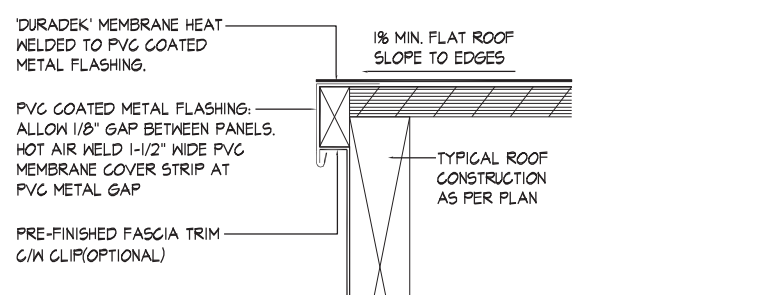 'DURADEK' MEMBRANE HEAT
WELDED TO PVC COATED
METAL FLASHING.
1% MIN. FLAT ROOF
SLOPE TO EDGES
PVC COATED METAL FLASHING:
ALLOW 1/8" GAP BETWEEN PANELS.
HOT AIR WELD 1-1/2" WIDE PVC
MEMBRANE COVER STRIP AT
PVC METAL GAP
TYPICAL ROOF
CONSTRUCTION
AS PER PLAN
PRE-FINISHED FASCIA TRIM
C/W CLIP(OPTIONAL)